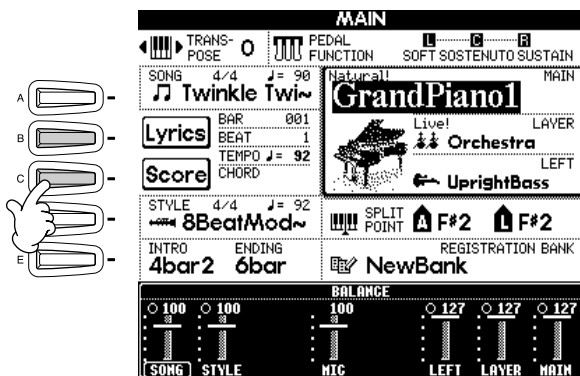 MAIN
TRANS-
POSE 0
PEDAL
FUNCTION
L C R
SOFT SOSTENUTO SUSTAIN
SONG 4/4 ♩= 90
Twinkle Twi~
Natural! MAIN
GrandPiano1
A
B
C
E
Lyrics
BAR 001
BEAT 1
TEMPO ♩= 92
Score
CHORD
Live! LAYER
Orchestra
LEFT
UprightBass
STYLE 4/4 ♩= 92
8BeatMod~
SPLIT
POINT A F#2 L F#2
INTRO ENDING
4bar2 6bar
REGISTRATION BANK
NewBank
BALANCE
100 100 100 127 127 127
SONG STYLE MIC LEFT LAYER MAIN